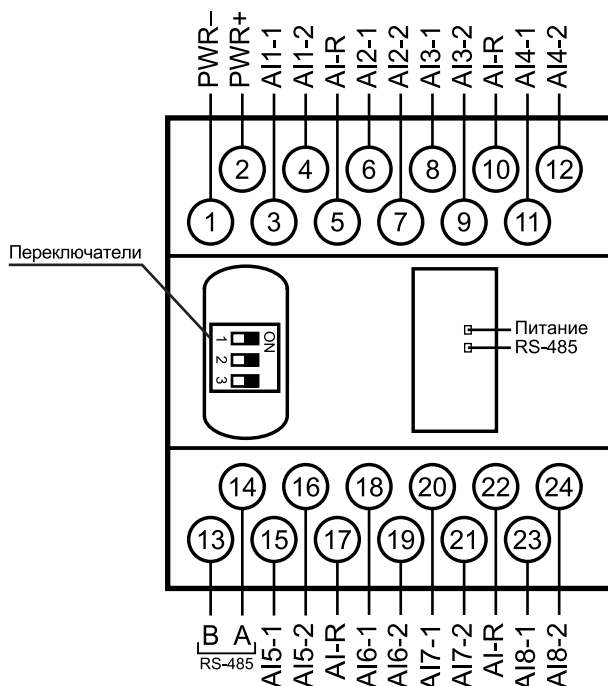 PWR–
PWR+
AI1-1
AI1-2
AI-R
AI2-1
AI2-2
AI3-1
AI3-2
AI-R
AI4-1
AI4-2
2
4
6
8
10
12
1
3
5
7
9
11
Переключатели
ON
1
2
3
Питание
RS-485
14
16
18
20
22
24
13
15
17
19
21
23
B
A
RS-485
AI5-1
AI5-2
AI-R
AI6-1
AI6-2
AI7-1
AI7-2
AI-R
AI8-1
AI8-2